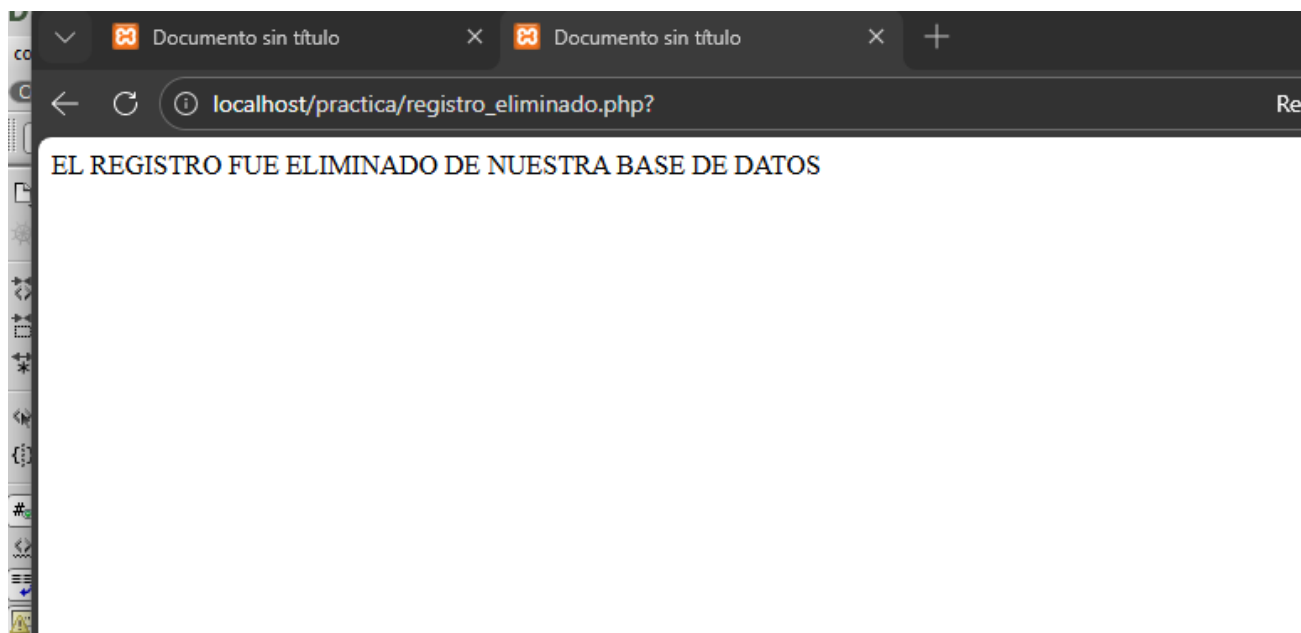 Documento sin título
Documento sin título
localhost/practica/registro_eliminado.php?
Re
EL REGISTRO FUE ELIMINADO DE NUESTRA BASE DE DATOS